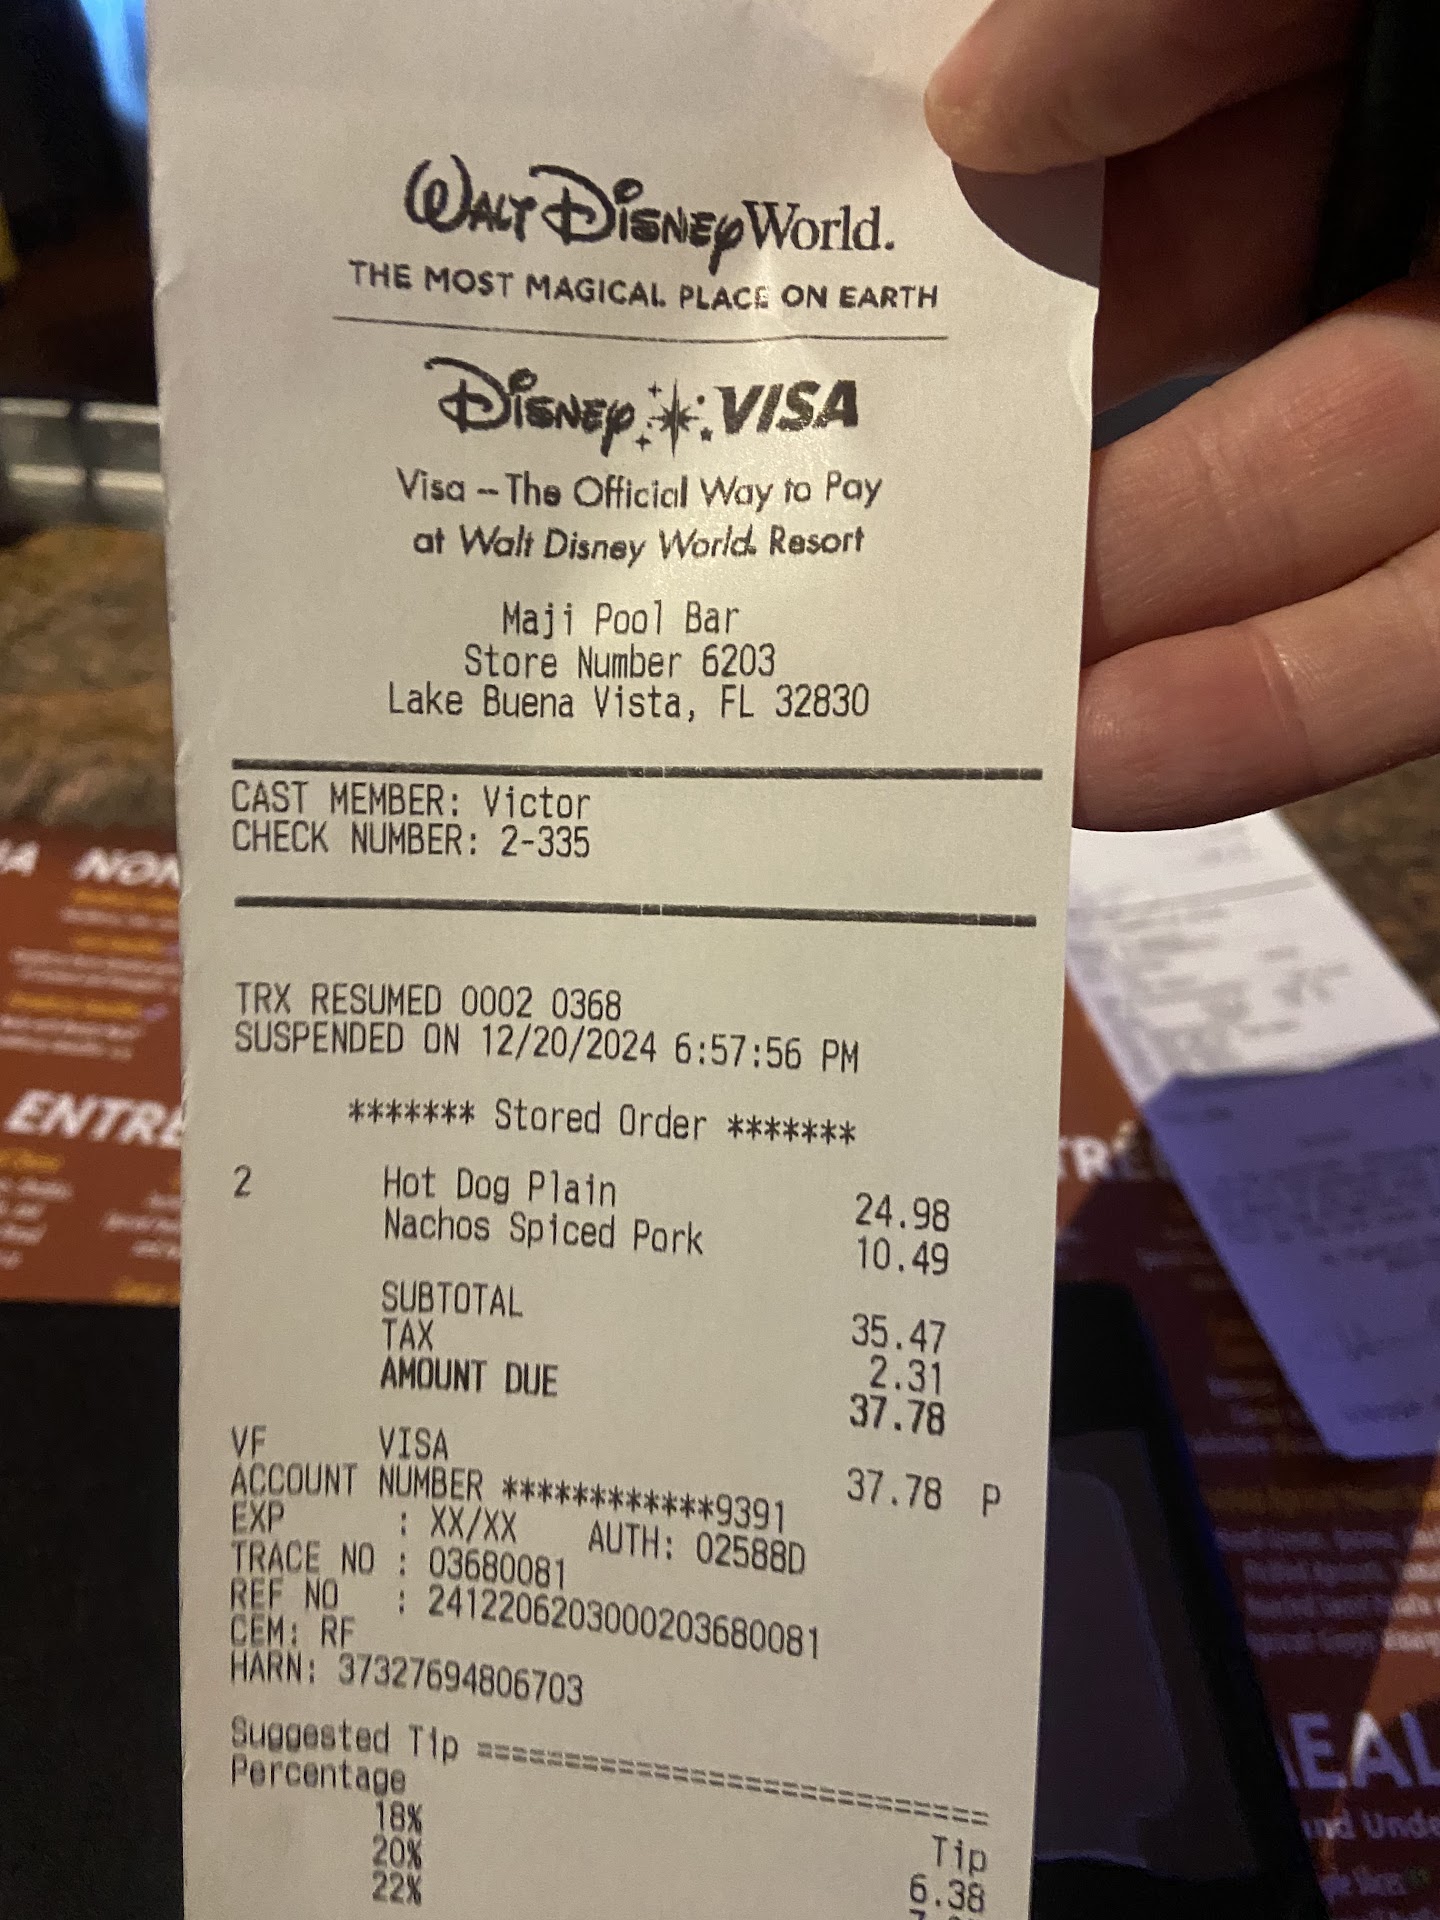 WALT DISNEY World.
THE MOST MAGICAL PLACE ON EARTH
DISNEY VISA
Visa – The Official Way to Pay
at Walt Disney World Resort
Maji Pool Bar
Store Number 6203
Lake Buena Vista, FL 32830
CAST MEMBER: Victor
CHECK NUMBER: 2-335
TRX RESUMED 0002 0368
SUSPENDED ON 12/20/2024 6:57:56 PM
******* Stored Order *******
2 Hot Dog Plain 24.98
Nachos Spiced Pork 10.49
SUBTOTAL 35.47
TAX 2.31
AMOUNT DUE 37.78
VF VISA 37.78 P
ACCOUNT NUMBER ************9391
EXP : XX/XX AUTH: 02588D
TRACE NO : 03680081
REF NO : 2412206203000203680081
CEM: RF
HARN: 37327694806703
Suggested Tip ==============================
Percentage Tip
18% 6.38
20%
22%